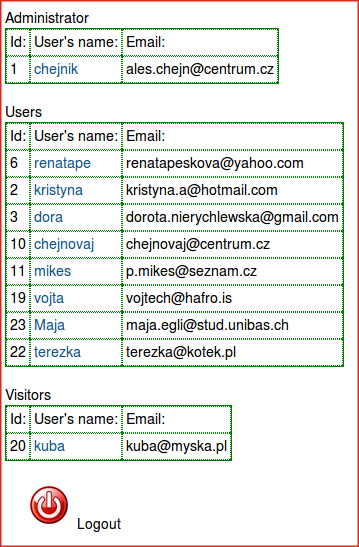 Administrator
Id: User's name: Email:
1 chejnik ales.chejn@centrum.cz
Users
Id: User's name: Email:
6 renatape renatapeskova@yahoo.com
2 kristyna kristyna.a@hotmail.com
3 dora dorota.nierychlewska@gmail.com
10 chejnovaj chejnovaj@centrum.cz
11 mikes p.mikes@seznam.cz
19 vojta vojtech@hafro.is
23 Maja maja.egli@stud.unibas.ch
22 terezka terezka@kotek.pl
Visitors
Id: User's name: Email:
20 kuba kuba@myska.pl
Logout